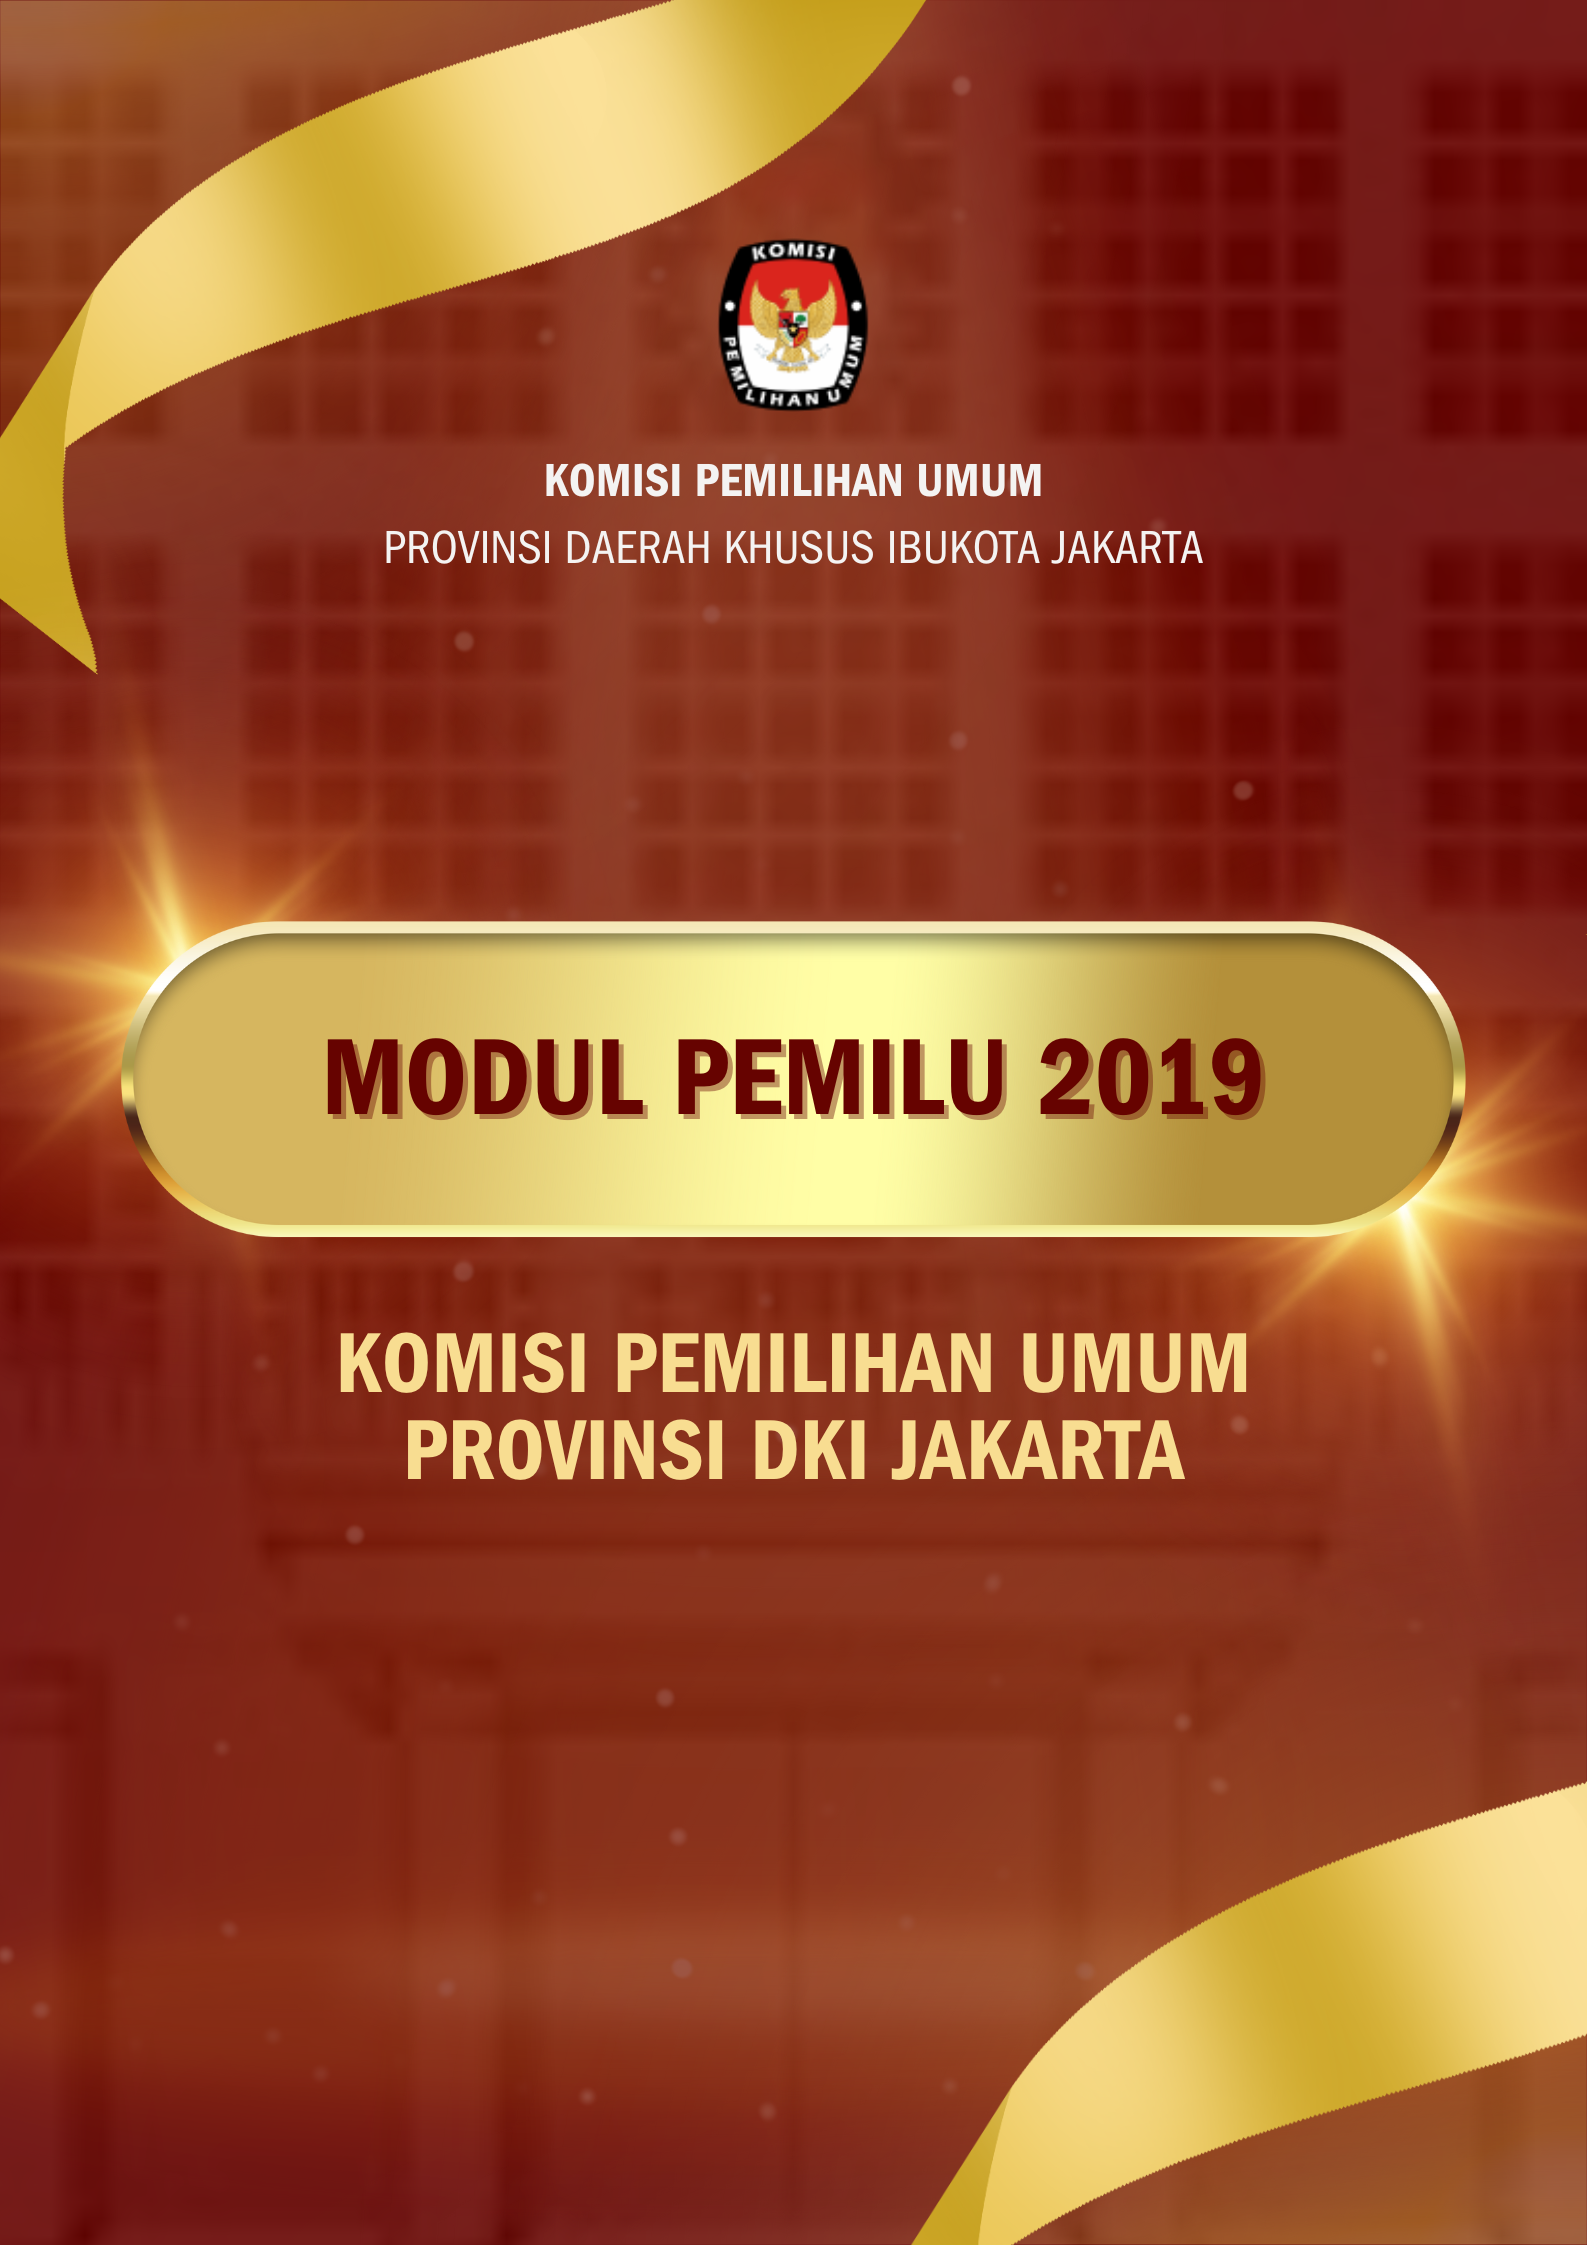 KOMISI
PEMILIHAN UMUM
KOMISI PEMILIHAN UMUM
PROVINSI DAERAH KHUSUS IBUKOTA JAKARTA
MODUL PEMILU 2019
KOMISI PEMILIHAN UMUM
PROVINSI DKI JAKARTA